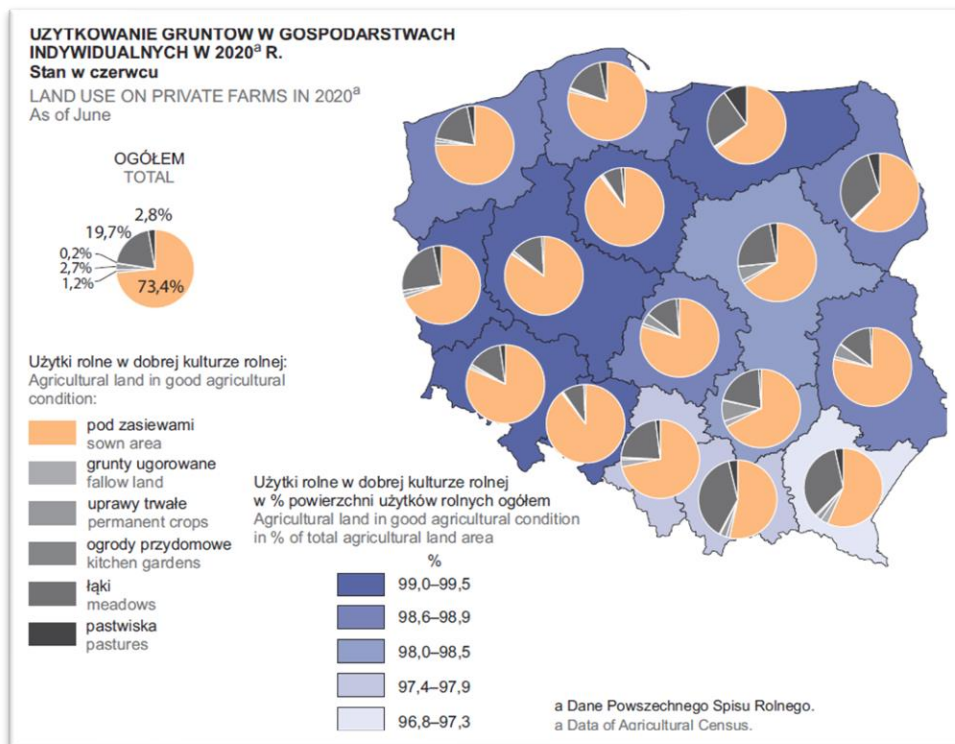 UŻYTKOWANIE GRUNTÓW W GOSPODARSTWACH
INDYWIDUALNYCH W 2020ᵃ R.
Stan w czerwcu
LAND USE ON PRIVATE FARMS IN 2020ᵃ
As of June
OGÓŁEM
TOTAL
2,8%
19,7%
0,2%
2,7%
1,2%
73,4%
Użytki rolne w dobrej kulturze rolnej:
Agricultural land in good agricultural
condition:
pod zasiewami
sown area
grunty ugorowane
fallow land
uprawy trwałe
permanent crops
ogrody przydomowe
kitchen gardens
łąki
meadows
pastwiska
pastures
Użytki rolne w dobrej kulturze rolnej
w % powierzchni użytków rolnych ogółem
Agricultural land in good agricultural condition
in % of total agricultural land area
%
99,0–99,5
98,6–98,9
98,0–98,5
97,4–97,9
96,8–97,3
a Dane Powszechnego Spisu Rolnego.
a Data of Agricultural Census.